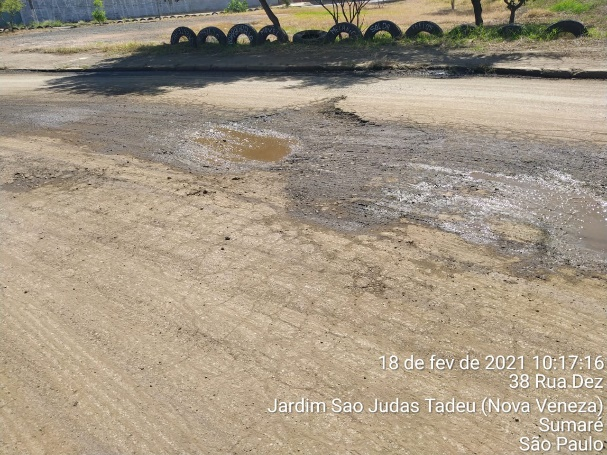 18 de fev de 2021 10:17:16
38 Rua.Dez
Jardim Sao Judas Tadeu (Nova Veneza)
Sumaré
São Paulo